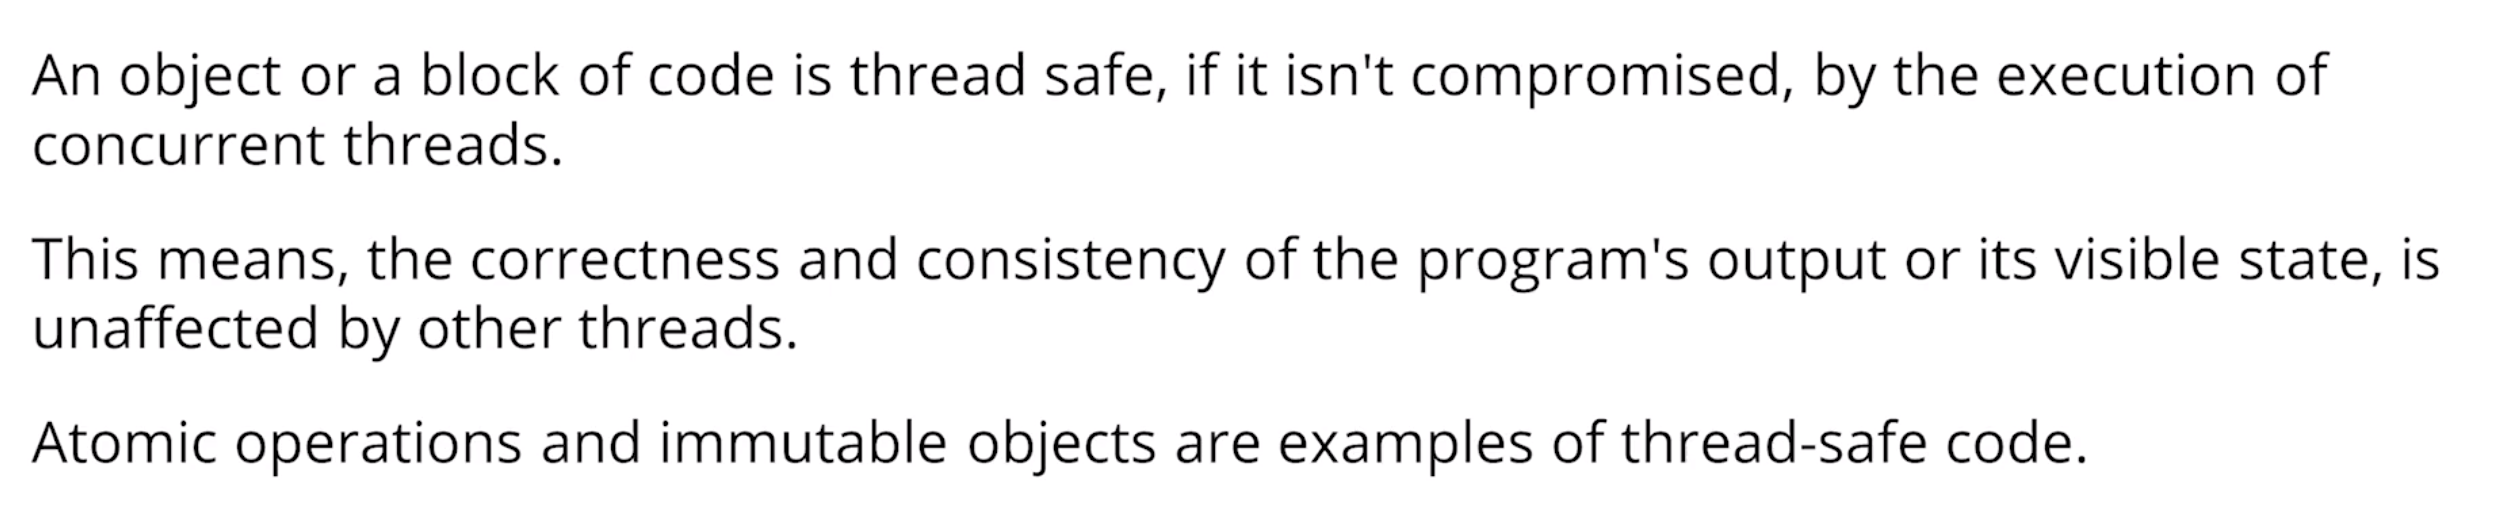 An object or a block of code is thread safe, if it isn't compromised, by the execution of
concurrent threads.
This means, the correctness and consistency of the program's output or its visible state, is
unaffected by other threads.
Atomic operations and immutable objects are examples of thread-safe code.